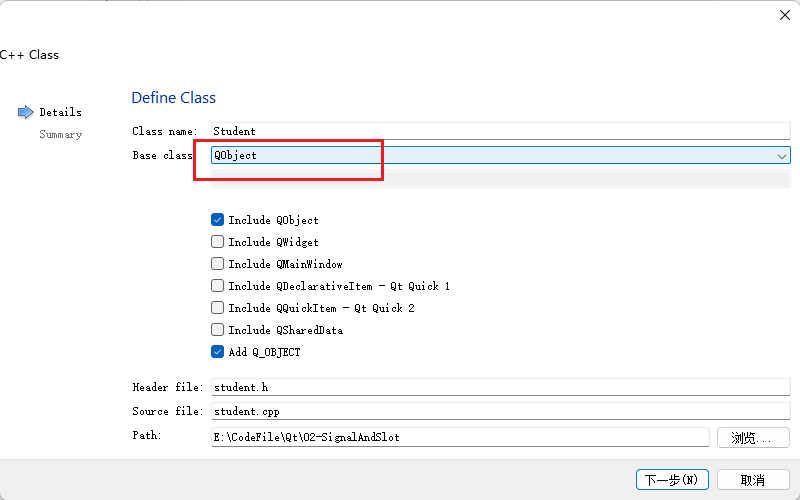 C++ Class
Define Class
Details
Summary
Class name: Student
Base class QObject
Include QObject
Include QWidget
Include QMainWindow
Include QDeclarativeItem - Qt Quick 1
Include QQuickItem - Qt Quick 2
Include QSharedData
Add Q_OBJECT
Header file: student.h
Source file: student.cpp
Path: E:\CodeFile\Qt\02-SignalAndSlot 浏览...
下一步(N) 取消